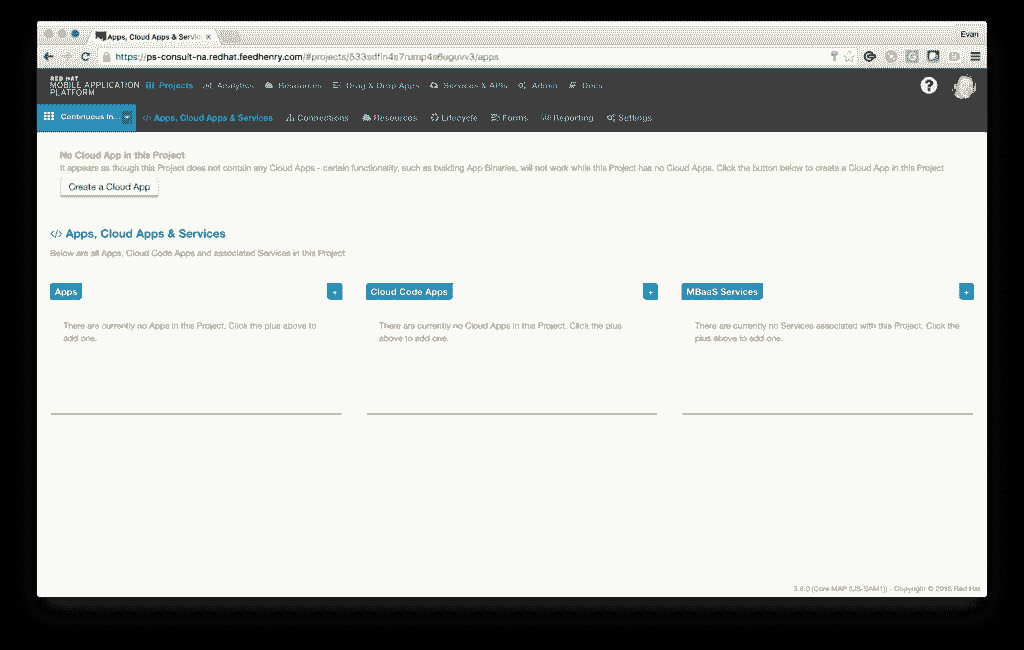 Apps, Cloud Apps & Servic
Evan
https://ps-consult-na.redhat.feedhenry.com/#projects/533sdfin4s7rump4s6uguvv3/apps
RED HAT
MOBILE APPLICATION
PLATFORM
Projects Analytics Resources Drag & Drop Apps Services & APIs Admin Docs
Continuous In... </> Apps, Cloud Apps & Services Connections Resources Lifecycle Forms Reporting Settings
No Cloud App in this Project
It appears as though this Project does not contain any Cloud Apps - certain functionality, such as building App Binaries, will not work while this Project has no Cloud Apps. Click the button below to create a Cloud App in this Project
Create a Cloud App
</> Apps, Cloud Apps & Services
Below are all Apps, Cloud Code Apps and associated Services in this Project
Apps +
There are currently no Apps in this Project. Click the plus above to
add one.
Cloud Code Apps +
There are currently no Cloud Apps in this Project. Click the plus
above to add one.
MBaaS Services +
There are currently no Services associated with this Project. Click the
plus above to add one.
3.6.0 (Core MAP (US-SAM1)) - Copyright © 2016 Red Hat